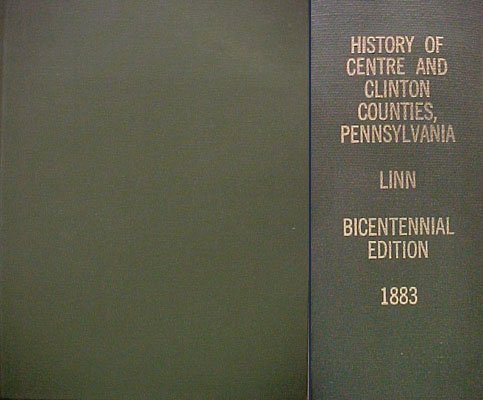 HISTORY OF
CENTRE AND
CLINTON
COUNTIES,
PENNSYLVANIA
LINN
BICENTENNIAL
EDITION
1883